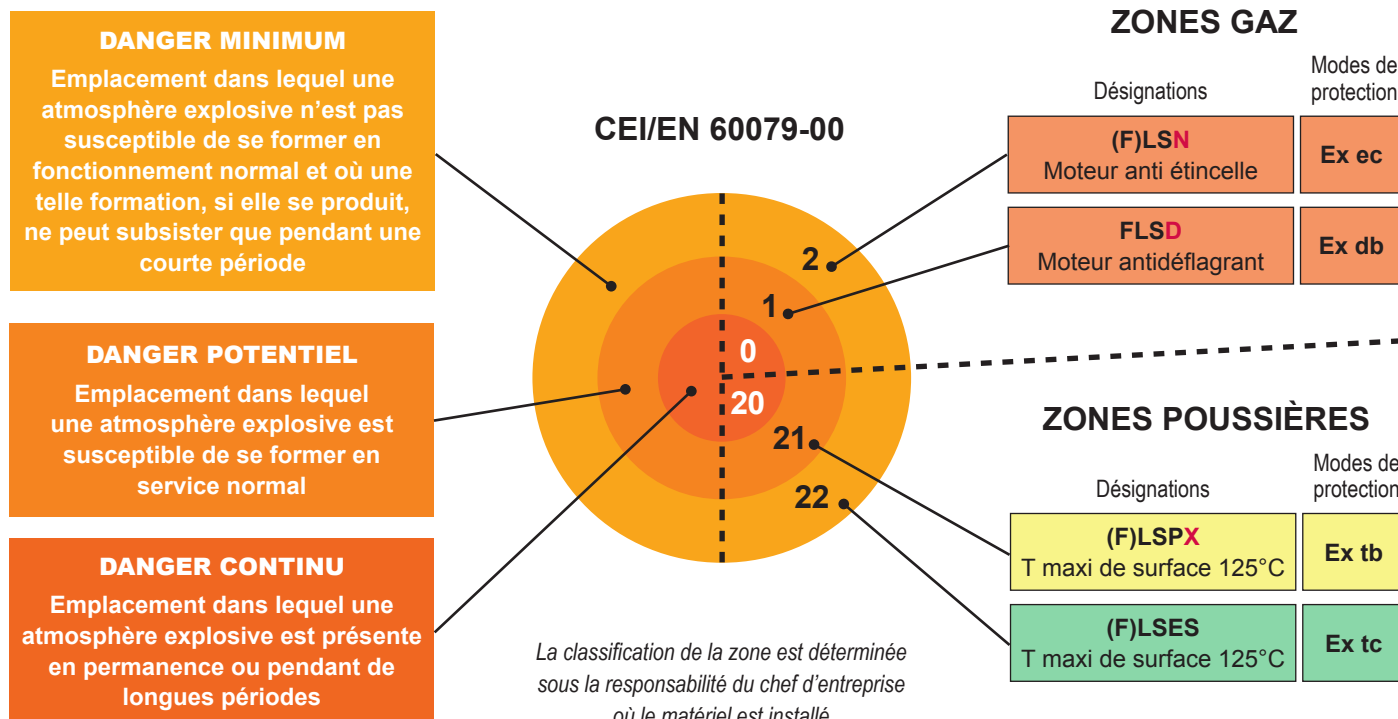 DANGER MINIMUM
Emplacement dans lequel une
atmosphère explosive n’est pas
susceptible de se former en
fonctionnement normal et où une
telle formation, si elle se produit,
ne peut subsister que pendant une
courte période
DANGER POTENTIEL
Emplacement dans lequel
une atmosphère explosive est
susceptible de se former en
service normal
DANGER CONTINU
Emplacement dans lequel une
atmosphère explosive est présente
en permanence ou pendant de
longues périodes
CEI/EN 60079-00
2
1
0
20
21
22
La classification de la zone est déterminée
sous la responsabilité du chef d’entreprise
où le matériel est installé
ZONES GAZ
Désignations
Modes de
protection
(F)LSN
Moteur anti étincelle
Ex ec
FLSD
Moteur antidéflagrant
Ex db
ZONES POUSSIÈRES
Désignations
Modes de
protection
(F)LSPX
T maxi de surface 125°C
Ex tb
(F)LSES
T maxi de surface 125°C
Ex tc